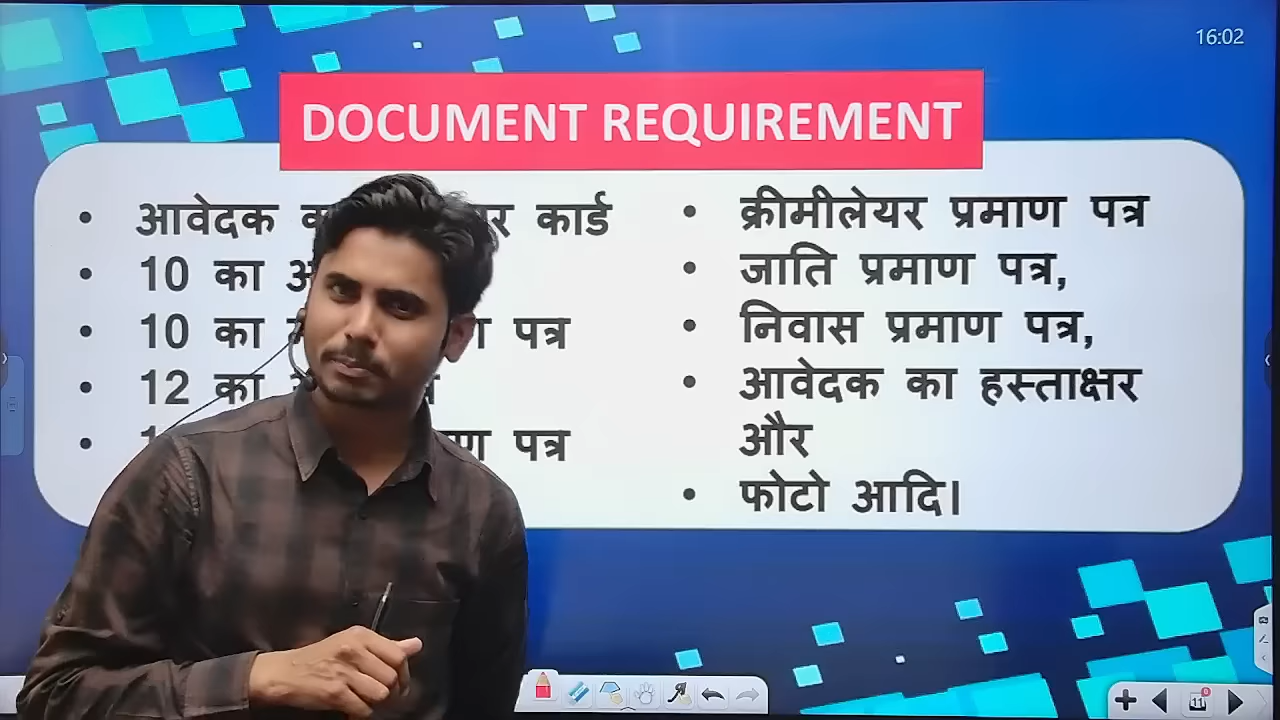 16:02
DOCUMENT REQUIREMENT
• आवेदक कार्ड
• 10 का
• 10 का पत्र
• 12 का
• पत्र
• क्रीमीलेयर प्रमाण पत्र
• जाति प्रमाण पत्र,
• निवास प्रमाण पत्र,
• आवेदक का हस्ताक्षर
और
• फोटो आदि।
11